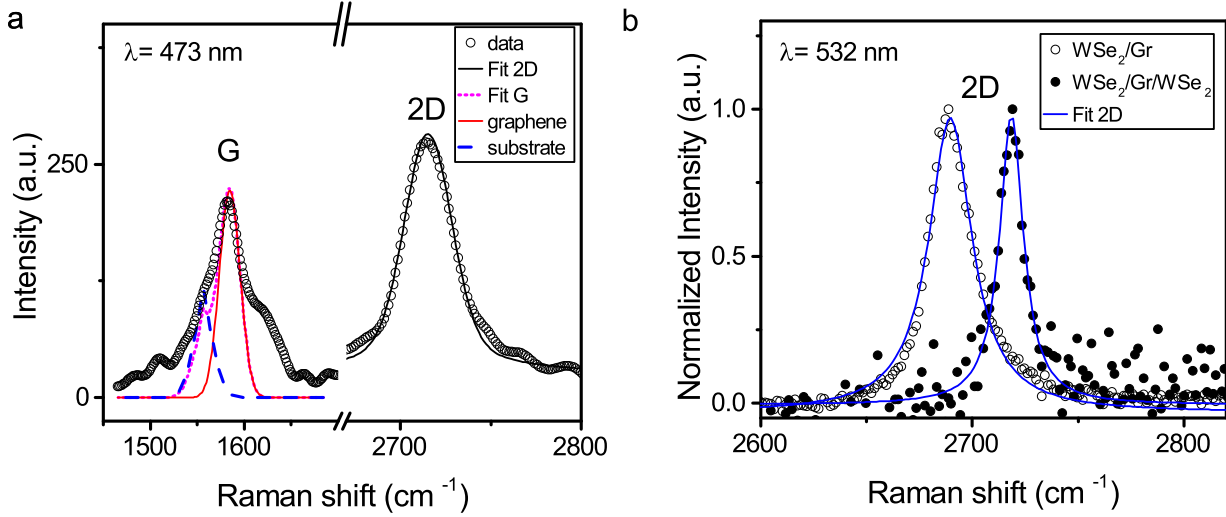 a
λ= 473 nm
data
Fit 2D
Fit G
graphene
substrate
G
2D
250
0
Intensity (a.u.)
1500 1600 2700 2800
Raman shift (cm -1)
b
λ= 532 nm
WSe2/Gr
WSe2/Gr/WSe2
Fit 2D
2D
1.0
0.5
0.0
Normalized Intensity (a.u.)
2600 2700 2800
Raman shift (cm -1)